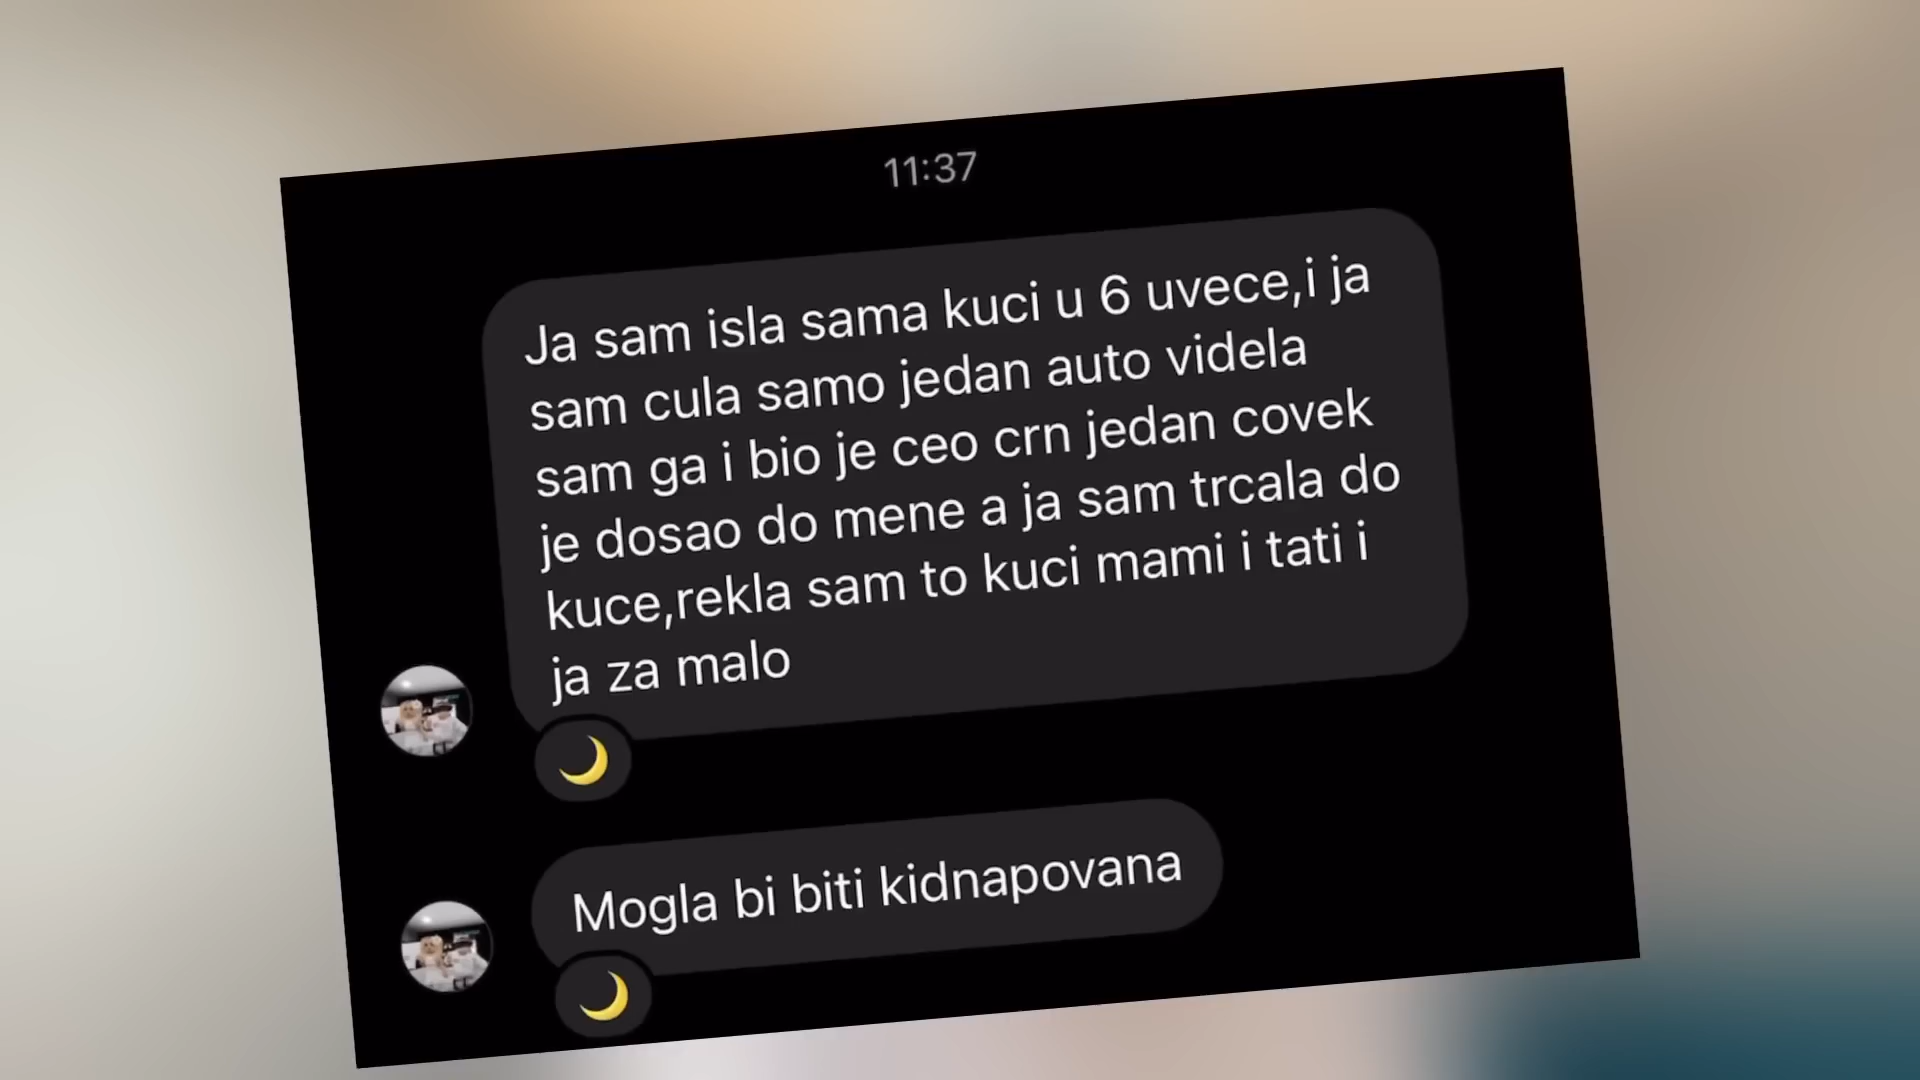 11:37
Ja sam isla sama kuci u 6 uvece,i ja
sam cula samo jedan auto videla
sam ga i bio je ceo crn jedan covek
je dosao do mene a ja sam trcala do
kuce,rekla sam to kuci mami i tati i
ja za malo
Mogla bi biti kidnapovana